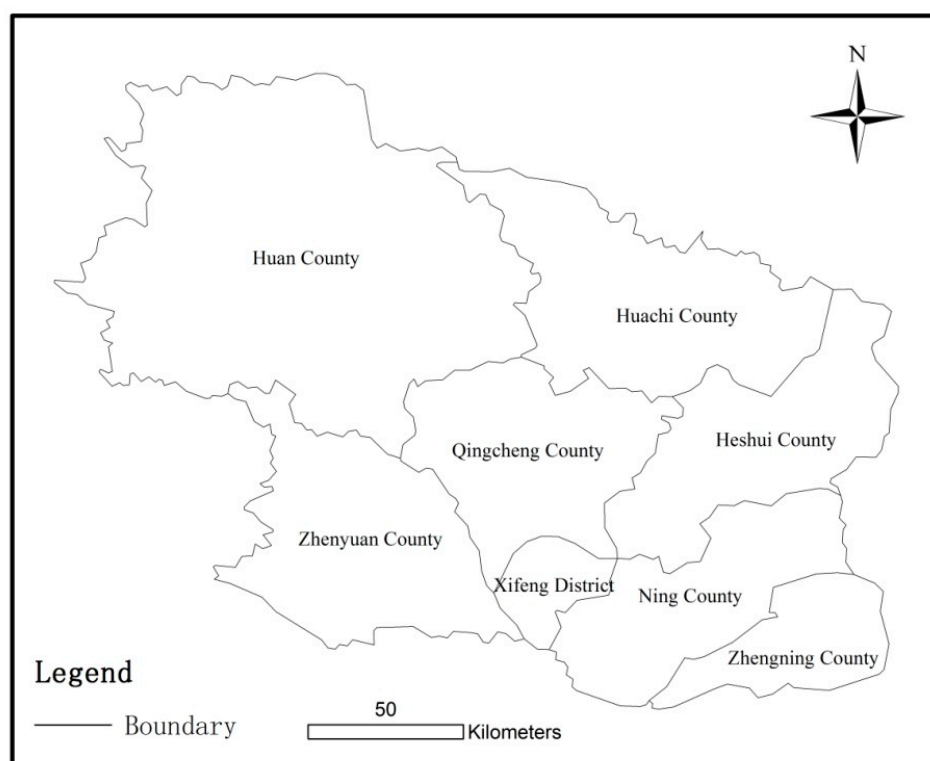 N
Huan County
Huachi County
Heshui County
Qingcheng County
Zhenyuan County
Xifeng District
Ning County
Zhengning County
Legend
Boundary
50
Kilometers